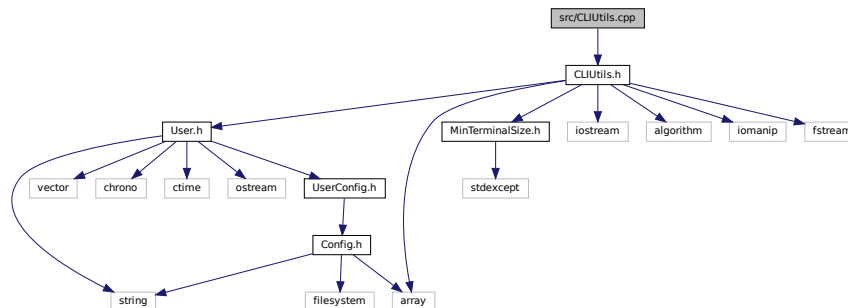 src/CLIUtils.cpp
CLIUtils.h
User.h
MinTerminalSize.h
iostream
algorithm
iomanip
fstream
vector
chrono
ctime
ostream
UserConfig.h
stdexcept
Config.h
string
filesystem
array